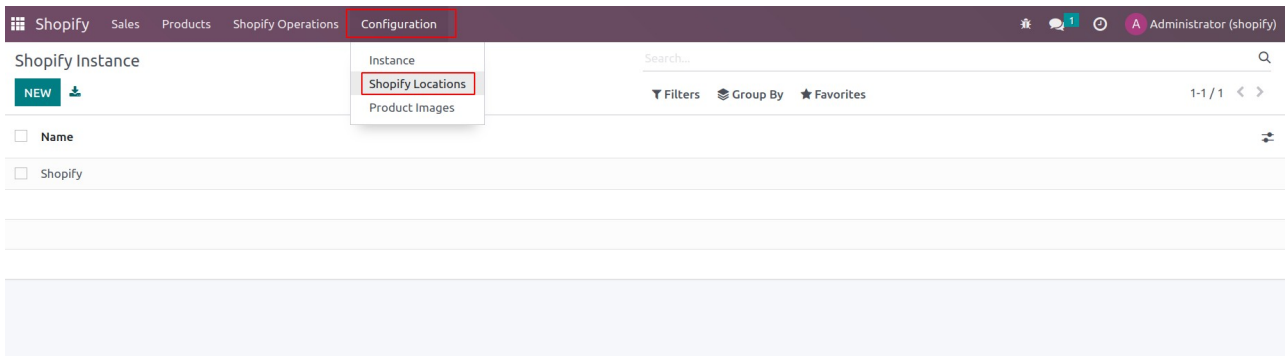 Shopify Sales Products Shopify Operations Configuration 1 A Administrator (shopify)
Shopify Instance
Instance
Search...
NEW
Shopify Locations
Filters Group By Favorites
1-1 / 1
Product Images
Name
Shopify